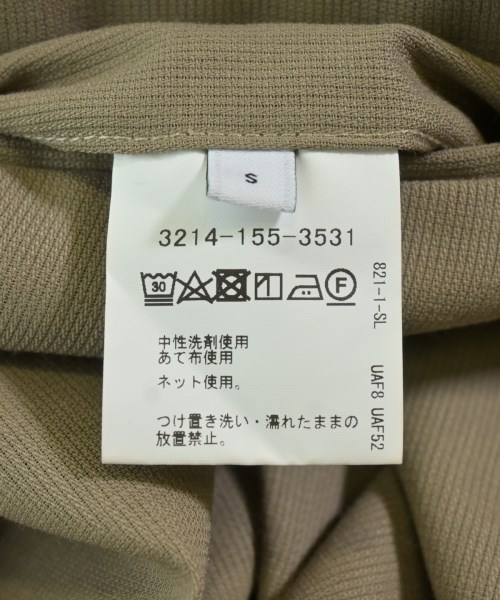 S
3214-155-3531
30
F
中性洗剤使用
あて布使用
ネット使用。
つけ置き洗い・濡れたままの
放置禁止。
821-1-SL
UAF8 UAF52